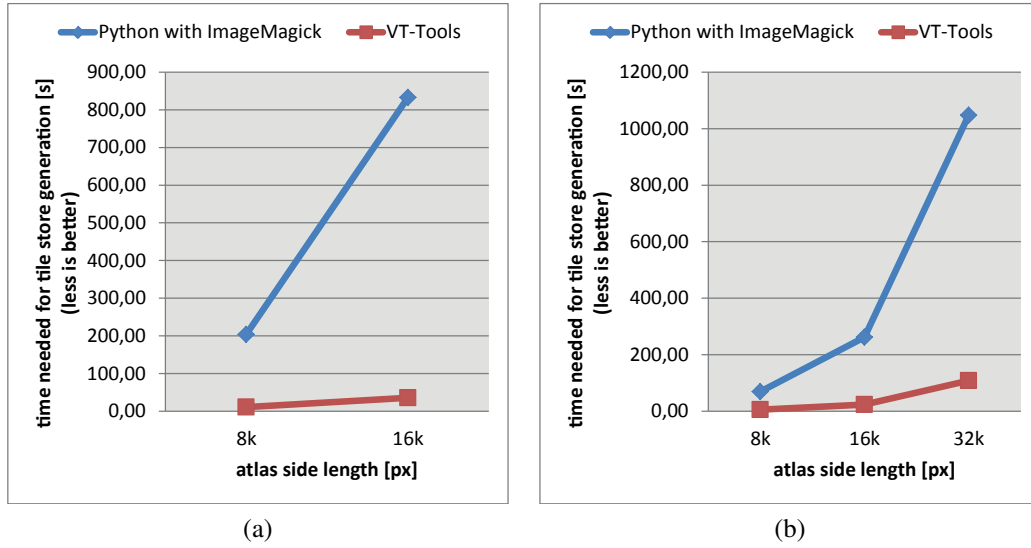 Python with ImageMagick VT-Tools
time needed for tile store generation [s]
(less is better)
900,00
800,00
700,00
600,00
500,00
400,00
300,00
200,00
100,00
0,00
8k 16k
atlas side length [px]
(a)
Python with ImageMagick VT-Tools
time needed for tile store generation [s]
(less is better)
1200,00
1000,00
800,00
600,00
400,00
200,00
0,00
8k 16k 32k
atlas side length [px]
(b)